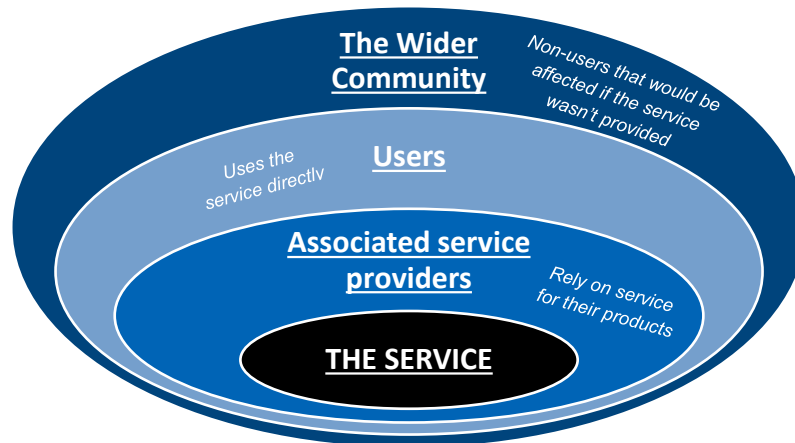 The Wider
Community
Non-users that would be
affected if the service
wasn't provided
Users
Uses the
service directly
Associated service
providers
Rely on service
for their products
THE SERVICE